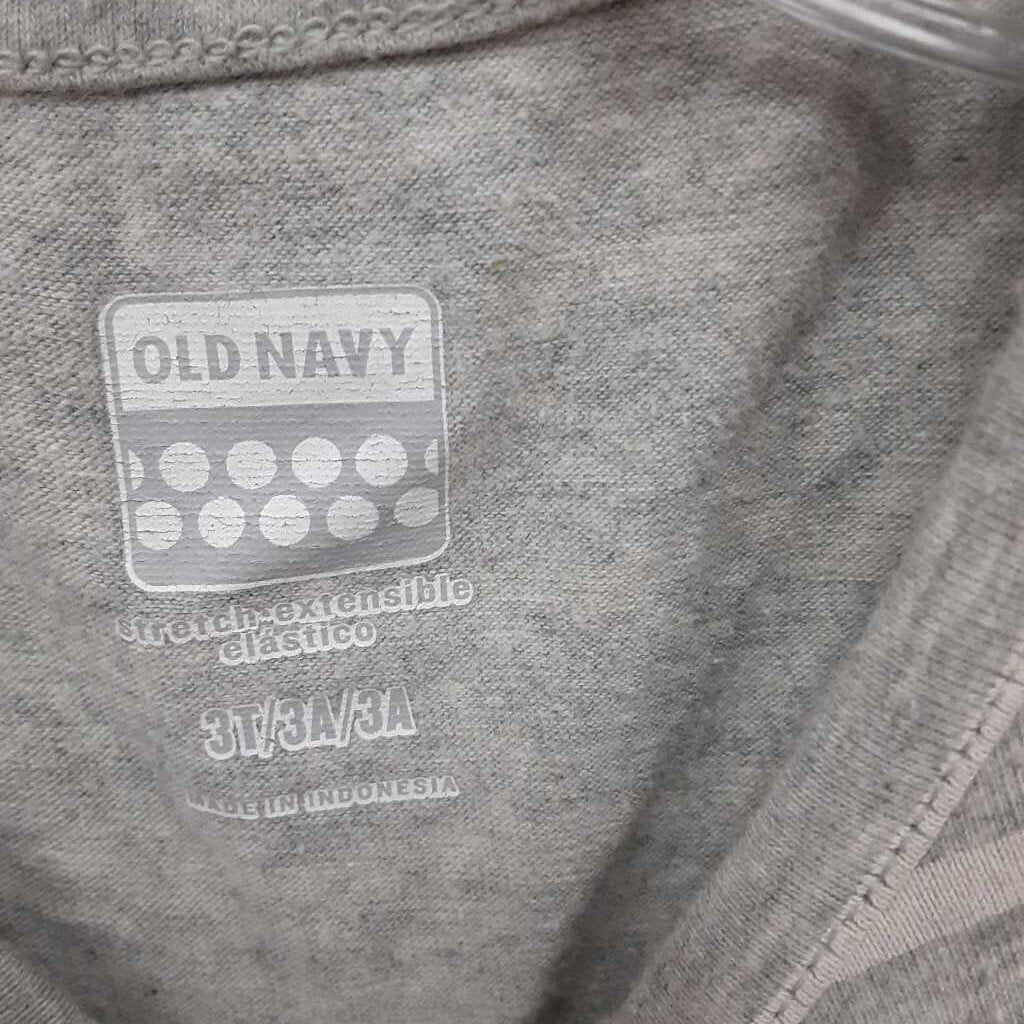 OLD NAVY
stretch-extensible
elástico
3T/3A/3A
MADE IN INDONESIA